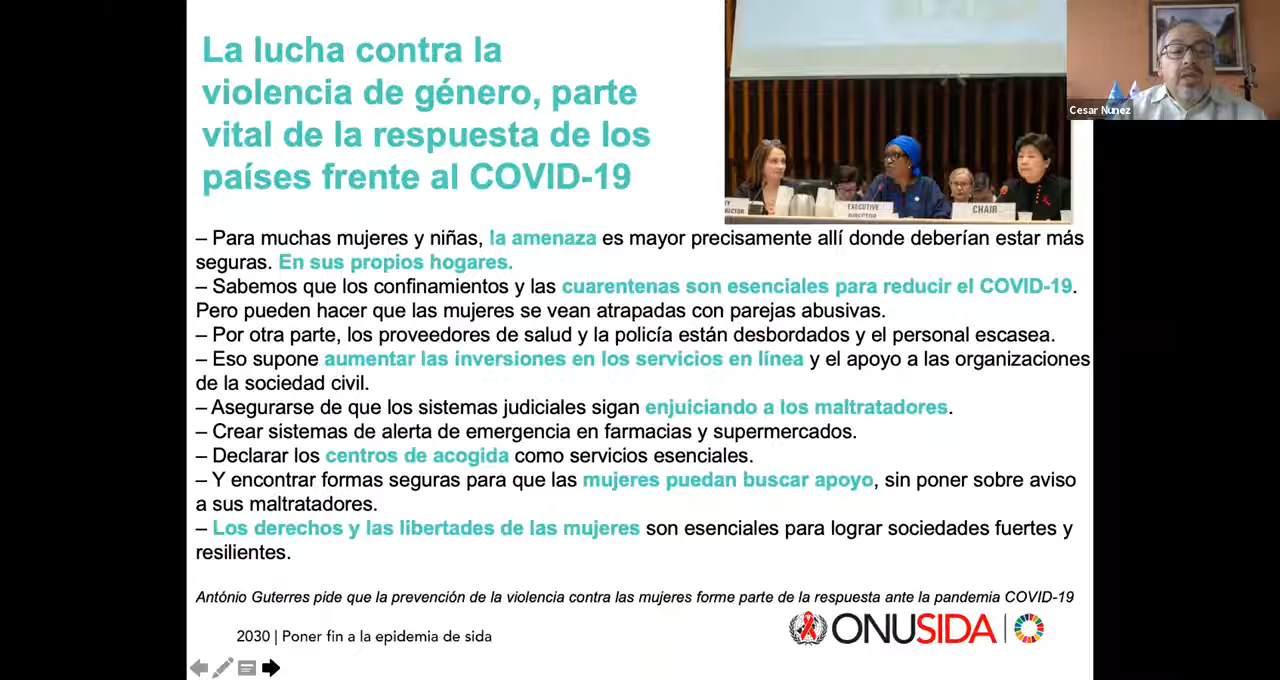 La lucha contra la
violencia de género, parte
vital de la respuesta de los
países frente al COVID-19
Cesar Nunez
EXECUTIVE
DIRECTOR
CHAIR
– Para muchas mujeres y niñas, la amenaza es mayor precisamente allí donde deberían estar más
seguras. En sus propios hogares.
– Sabemos que los confinamientos y las cuarentenas son esenciales para reducir el COVID-19.
Pero pueden hacer que las mujeres se vean atrapadas con parejas abusivas.
– Por otra parte, los proveedores de salud y la policía están desbordados y el personal escasea.
– Eso supone aumentar las inversiones en los servicios en línea y el apoyo a las organizaciones
de la sociedad civil.
– Asegurarse de que los sistemas judiciales sigan enjuiciando a los maltratadores.
– Crear sistemas de alerta de emergencia en farmacias y supermercados.
– Declarar los centros de acogida como servicios esenciales.
– Y encontrar formas seguras para que las mujeres puedan buscar apoyo, sin poner sobre aviso
a sus maltratadores.
– Los derechos y las libertades de las mujeres son esenciales para lograr sociedades fuertes y
resilientes.
António Guterres pide que la prevención de la violencia contra las mujeres forme parte de la respuesta ante la pandemia COVID-19
2030 | Poner fin a la epidemia de sida
ONUSIDA